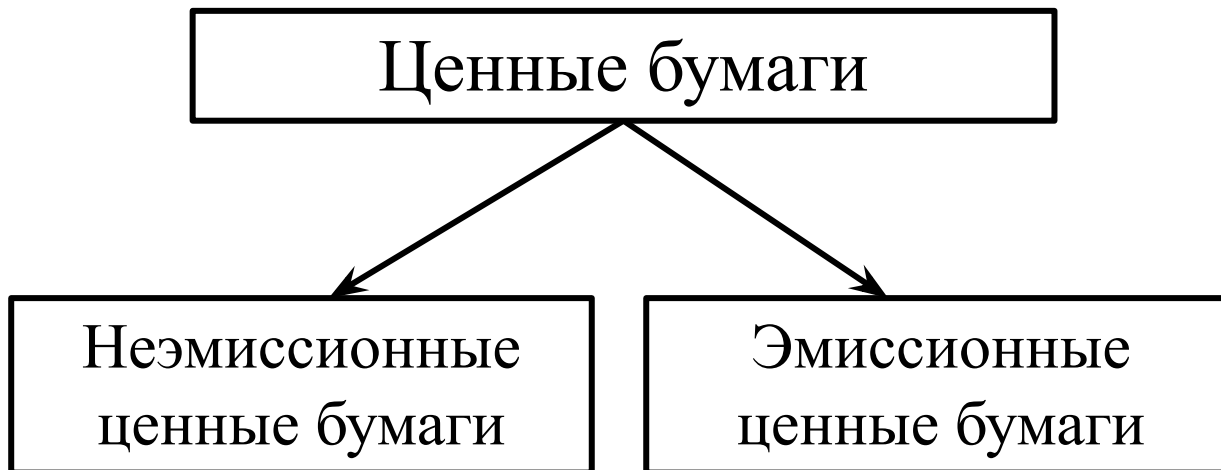 Ценные бумаги
Неэмиссионные
ценные бумаги
Эмиссионные
ценные бумаги